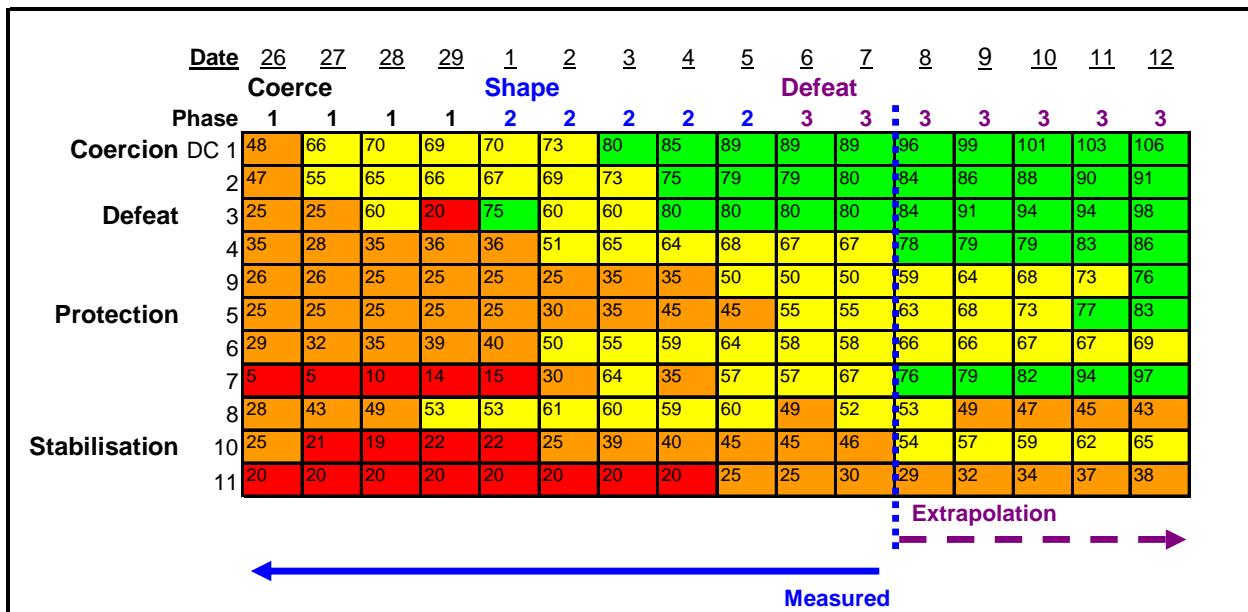 Date 26 27 28 29 1 2 3 4 5 6 7 8 9 10 11 12
Coerce Shape Defeat
Phase 1 1 1 1 2 2 2 2 2 3 3 3 3 3 3 3
Coercion DC 1 48 66 70 69 70 73 80 85 89 89 89 96 99 101 103 106
2 47 55 65 66 67 69 73 75 79 79 80 84 86 88 90 91
Defeat 3 25 25 60 20 75 60 60 80 80 80 80 84 91 94 94 98
4 35 28 35 36 36 51 65 64 68 67 67 78 79 79 83 86
9 26 26 25 25 25 25 35 35 50 50 50 59 64 68 73 76
Protection 5 25 25 25 25 25 30 35 45 45 55 55 63 68 73 77 83
6 29 32 35 39 40 50 55 59 64 58 58 66 66 67 67 69
7 5 5 10 14 15 30 64 35 57 57 67 76 79 82 94 97
8 28 43 49 53 53 61 60 59 60 49 52 53 49 47 45 43
Stabilisation 10 25 21 19 22 22 25 39 40 45 45 46 54 57 59 62 65
11 20 20 20 20 20 20 20 20 25 25 30 29 32 34 37 38
Extrapolation
Measured